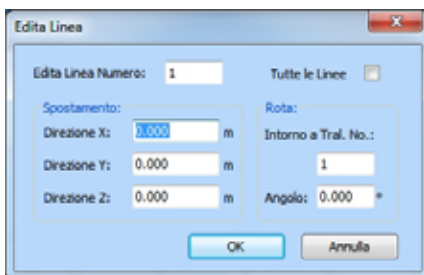 Edita Linea
Edita Linea Numero: 1 Tutte le Linee
Spostamento: Rota:
Direzione X: 0.000 m Intorno a Tral. No.:
Direzione Y: 0.000 m 1
Direzione Z: 0.000 m Angolo: 0.000 °
OK Annulla